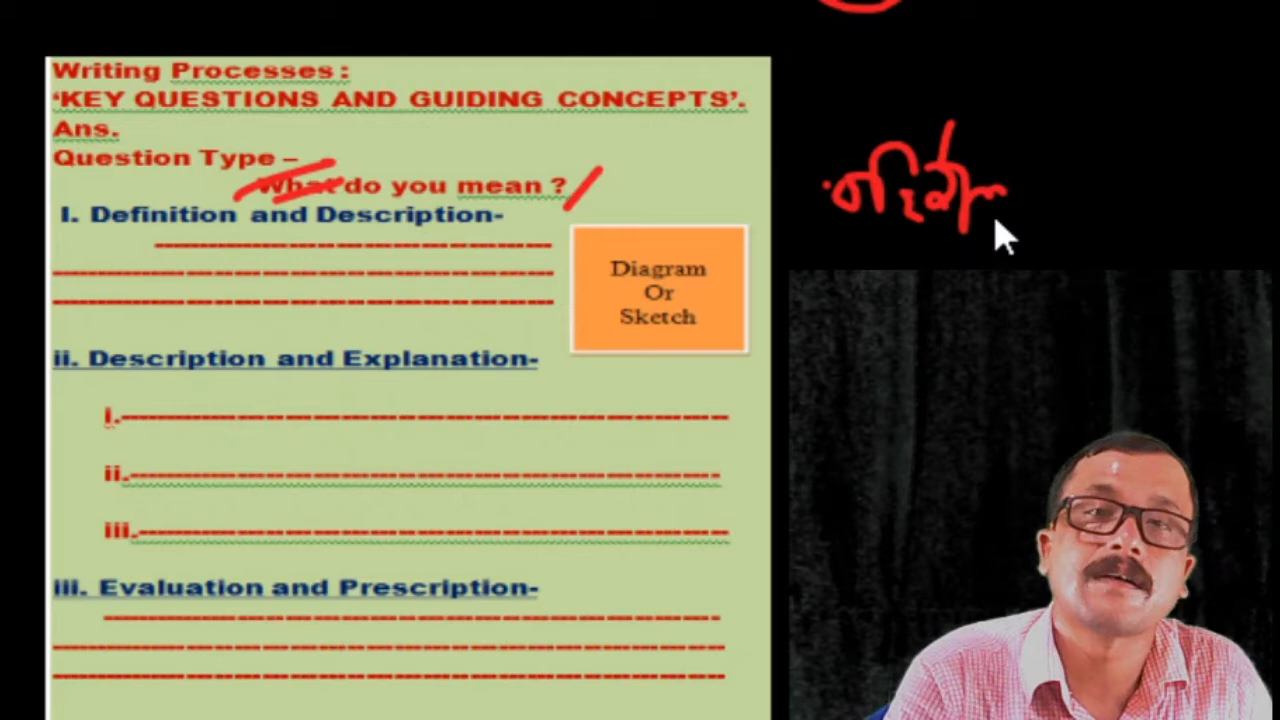 Writing Processes :
‘KEY QUESTIONS AND GUIDING CONCEPTS’.
Ans.
Question Type –
What do you mean ?
I. Definition and Description-
Diagram
Or
Sketch
ii. Description and Explanation-
i.
ii.
iii.
iii. Evaluation and Prescription-